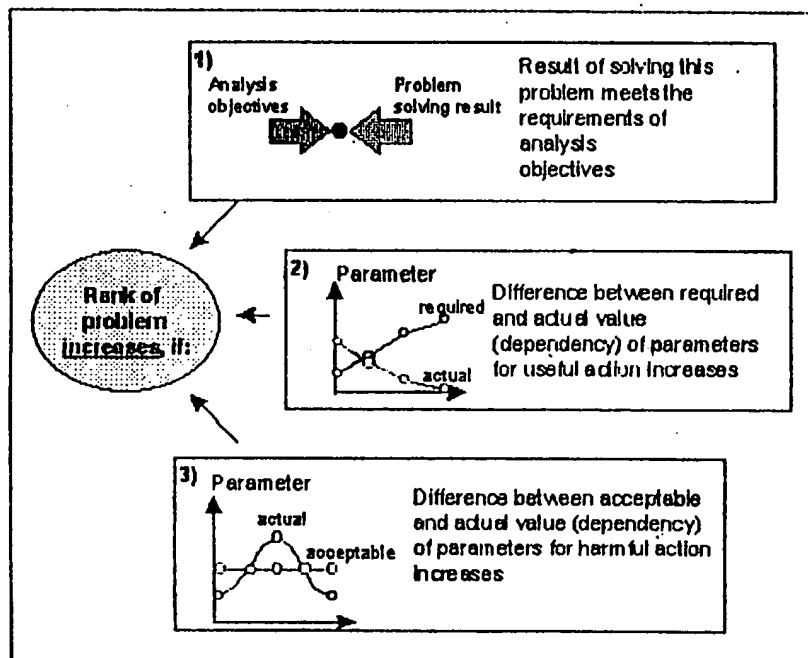 1)
Analysis
objectives
Problem
solving result
Result of solving this
problem meets the
requirements of
analysis
objectives
Rank of
problem
increases, if:
2)
Parameter
required
actual
Difference between required
and actual value
(dependency) of parameters
for useful action increases
3)
Parameter
actual
acceptable
Difference between acceptable
and actual value (dependency)
of parameters for harmful action
increases